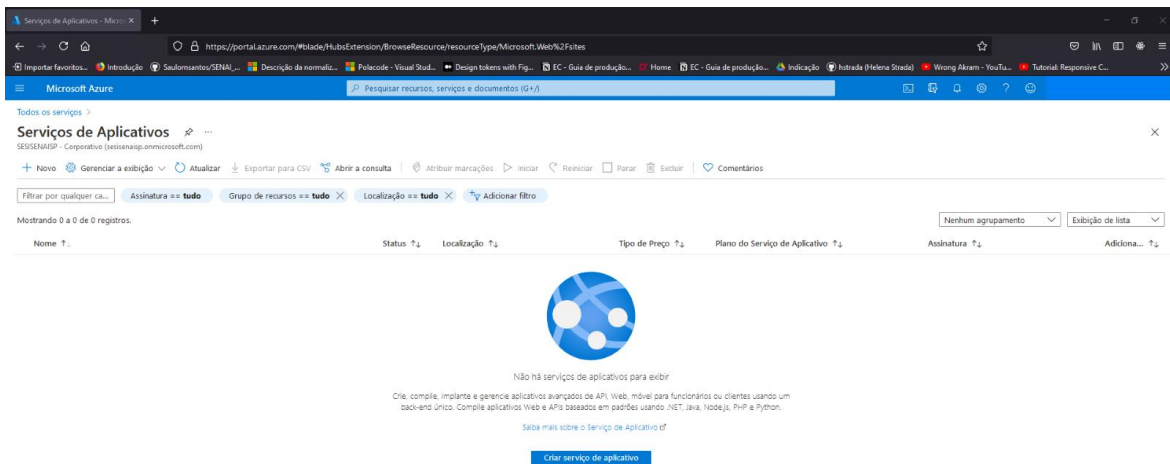 Serviços de Aplicativos - Micro
https://portal.azure.com/#blade/HubsExtension/BrowseResource/resourceType/Microsoft.Web%2Fsites
Importar favoritos... Introdução Saulomsantos/SENAI_... Descrição da normaliz... Polacode - Visual Stud... Design tokens with Fig... EC - Guia de produção... Home EC - Guia de produção... Indicação hstrada (Helena Strada) Wrong Akram - YouTu... Tutorial: Responsive C...
Microsoft Azure Pesquisar recursos, serviços e documentos (G+/)
Todos os serviços >
Serviços de Aplicativos ...
SESISENAISP - Corporativo (sesisenaisp.onmicrosoft.com)
+ Novo Gerenciar a exibição Atualizar Exportar para CSV Abrir a consulta Atribuir marcações Iniciar Reiniciar Parar Excluir Comentários
Filtrar por qualquer ca... Assinatura == tudo Grupo de recursos == tudo Localização == tudo Adicionar filtro
Mostrando 0 a 0 de 0 registros. Nenhum agrupamento Exibição de lista
Nome ↑ Status ↑↓ Localização ↑↓ Tipo de Preço ↑↓ Plano do Serviço de Aplicativo ↑↓ Assinatura ↑↓ Adiciona... ↑↓
Não há serviços de aplicativos para exibir
Crie, compile, implante e gerencie aplicativos avançados de API, Web, móvel para funcionários ou clientes usando um
back-end único. Compile aplicativos Web e APIs baseados em padrões usando .NET, Java, Node.js, PHP e Python.
Saiba mais sobre o Serviço de Aplicativo
Criar serviço de aplicativo